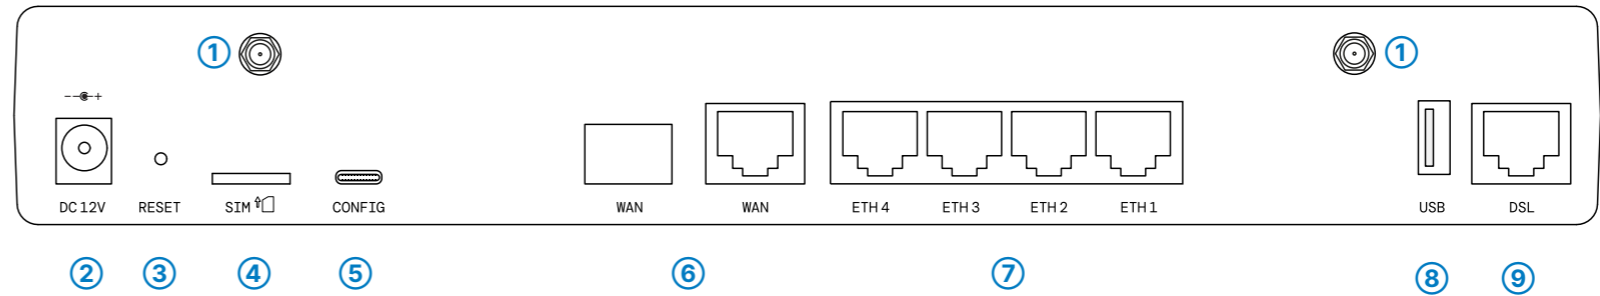 ① ①
DC 12V RESET SIM CONFIG WAN WAN ETH 4 ETH 3 ETH 2 ETH 1 USB DSL
② ③ ④ ⑤ ⑥ ⑦ ⑧ ⑨